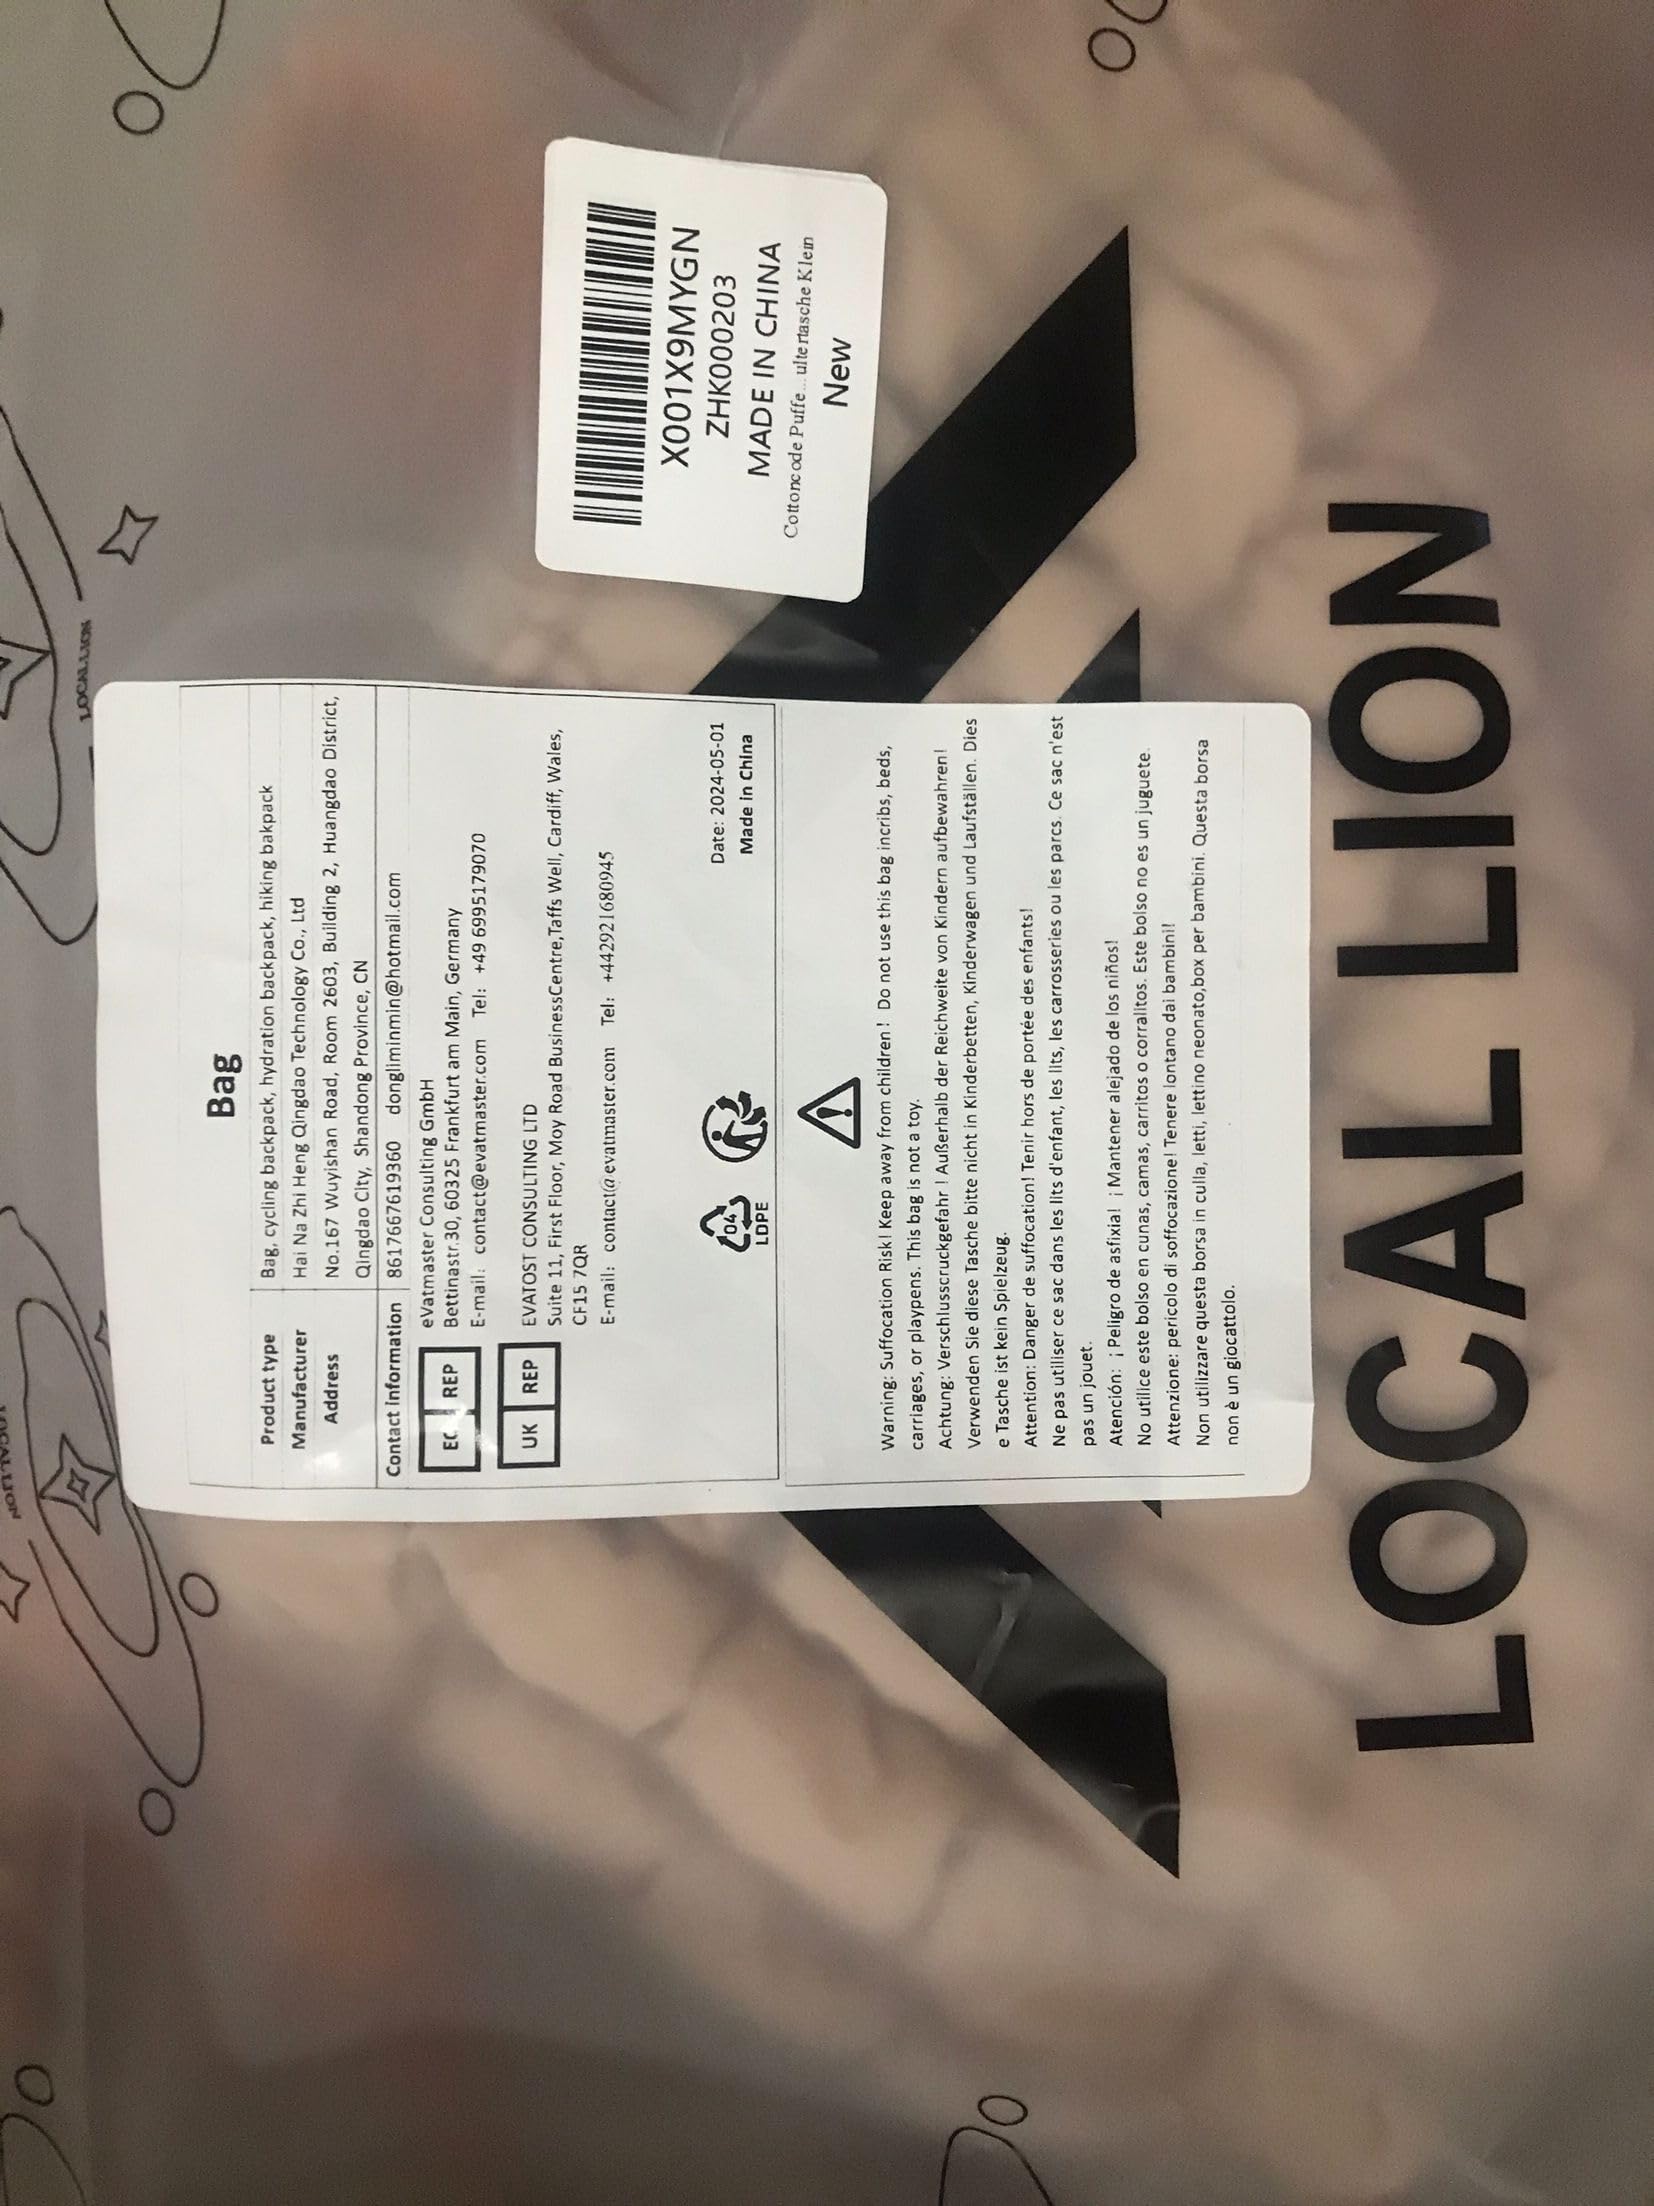 Bag
Product type Bag, cycling backpack, hydration backpack, hiking bakpack
Manufacturer Hai Na Zhi Heng Qingdao Technology Co., Ltd
Address No.167 Wuyishan Road, Room 2603, Building 2, Huangdao District,
Qingdao City, Shandong Province, CN
Contact information 8617667619360 dongliminmin@hotmail.com
EC REP eVatmaster Consulting GmbH
Bettinastr.30, 60325 Frankfurt am Main, Germany
E-mail: contact@evatmaster.com Tel: +49 6995179070
UK REP EVATOST CONSULTING LTD
Suite 11, First Floor, Moy Road BusinessCentre,Taffs Well, Cardiff, Wales,
CF15 7QR
E-mail: contact@evatmaster.com Tel: +442921680945
04
LDPE
Date: 2024-05-01
Made in China
Warning: Suffocation Risk! Keep away from children! Do not use this bag incribs, beds,
carriages, or playpens. This bag is not a toy.
Achtung: Verschlusscruckgefahr ! Außerhalb der Reichweite von Kindern aufbewahren!
Verwenden Sie diese Tasche bitte nicht in Kinderbetten, Kinderwagen und Laufställen. Dies
e Tasche ist kein Spielzeug.
Attention: Danger de suffocation! Tenir hors de portée des enfants!
Ne pas utiliser ce sac dans les lits d'enfant, les lits, les carrosseries ou les parcs. Ce sac n'est
pas un jouet.
Atención: ¡ Peligro de asfixia! ¡ Mantener alejado de los niños!
No utilice este bolso en cunas, camas, carritos o corralitos. Este bolso no es un juguete.
Attenzione: pericolo di soffocazione! Tenere lontano dai bambini!
Non utilizzare questa borsa in culla, letti, lettino neonato,box per bambini. Questa borsa
non è un giocattolo.
X001X9MYGN
ZHK000203
MADE IN CHINA
Cottoncode Puffe...ultertasche Klein
New
LOCAL LION
LOCALLION